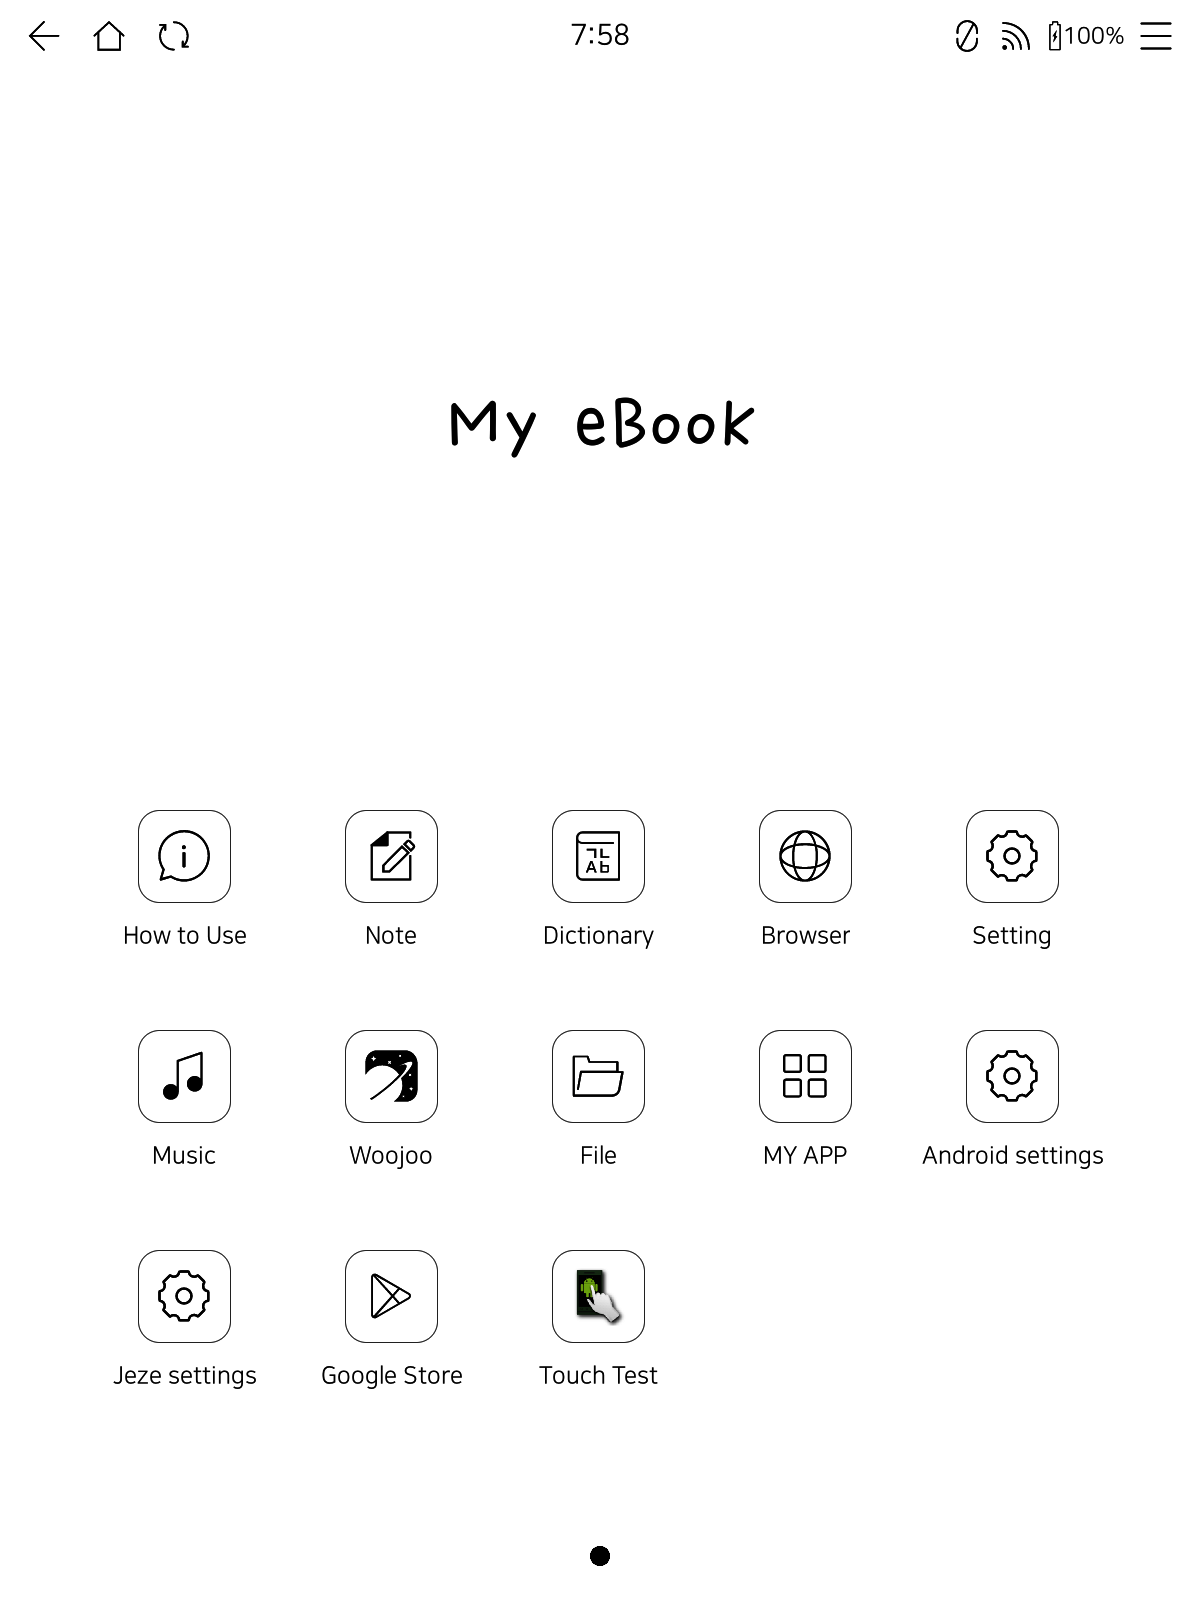 7:58
100%
My eBook
How to Use
Note
Dictionary
Browser
Setting
Music
Woojoo
File
MY APP
Android settings
Jeze settings
Google Store
Touch Test